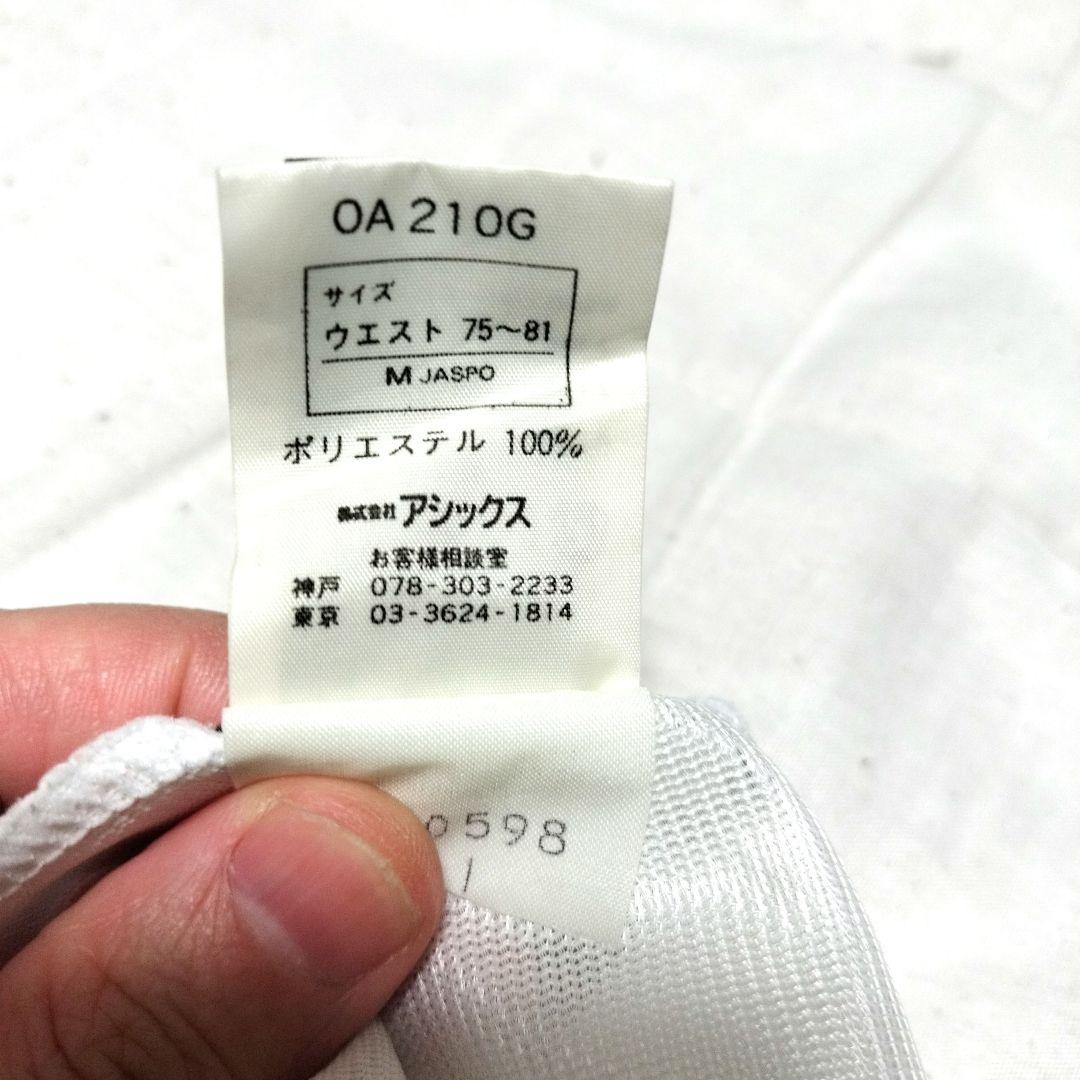 OA 210G
サイズ
ウエスト 75〜81
M JASPO
ポリエステル 100%
株式会社アシックス
お客様相談室
神戸 078-303-2233
東京 03-3624-1814
598